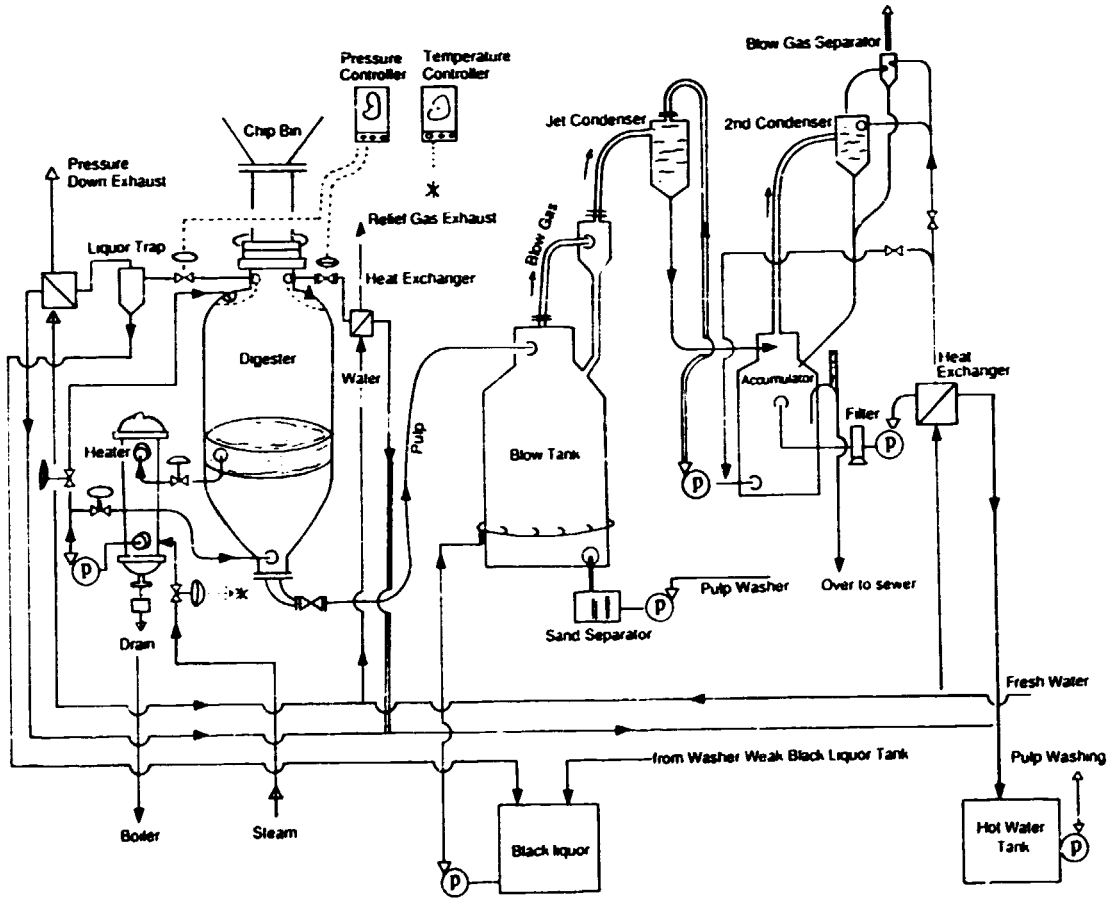 Blow Gas Separator
Pressure
Controller
Temperature
Controller
Chip Bin
Jet Condenser
2nd Condenser
Pressure
Down Exhaust
Relief Gas Exhaust
Liquor Trap
Blow Gas
Heat Exchanger
Digester
Water
Heat
Exchanger
Accumulator
Pulp
Filter
Heater
Blow Tank
P
P
P
Over to sewer
Pulp Washer
P
Sand Separator
Drain
Fresh Water
from Washer Weak Black Liquor Tank
Pulp Washing
Boiler
Steam
Black liquor
Hot Water
Tank
P
P